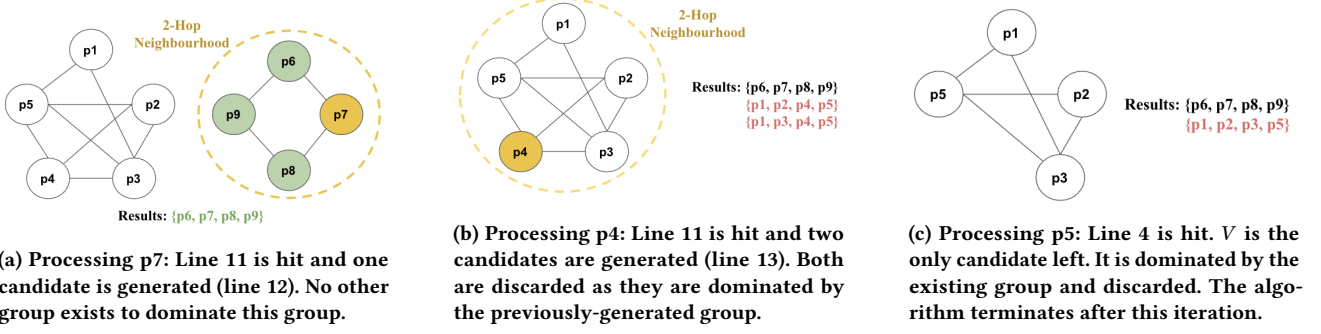 2-Hop
Neighbourhood
p1
p5
p2
p4
p3
p6
p9
p7
p8
Results: {p6, p7, p8, p9}
(a) Processing p7: Line 11 is hit and one
candidate is generated (line 12). No other
group exists to dominate this group.
2-Hop
Neighbourhood
p1
p5
p2
p4
p3
Results: {p6, p7, p8, p9}
{p1, p2, p4, p5}
{p1, p3, p4, p5}
(b) Processing p4: Line 11 is hit and two
candidates are generated (line 13). Both
are discarded as they are dominated by
the previously-generated group.
p1
p5
p2
p3
Results: {p6, p7, p8, p9}
{p1, p2, p3, p5}
(c) Processing p5: Line 4 is hit. V is the
only candidate left. It is dominated by the
existing group and discarded. The algo-
rithm terminates after this iteration.